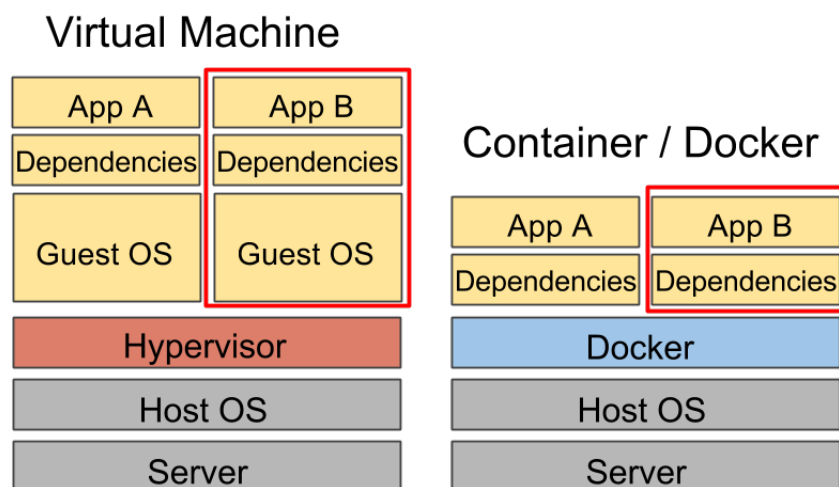 Virtual Machine
App A
App B
Dependencies
Dependencies
Guest OS
Guest OS
Hypervisor
Host OS
Server
Container / Docker
App A
App B
Dependencies
Dependencies
Docker
Host OS
Server